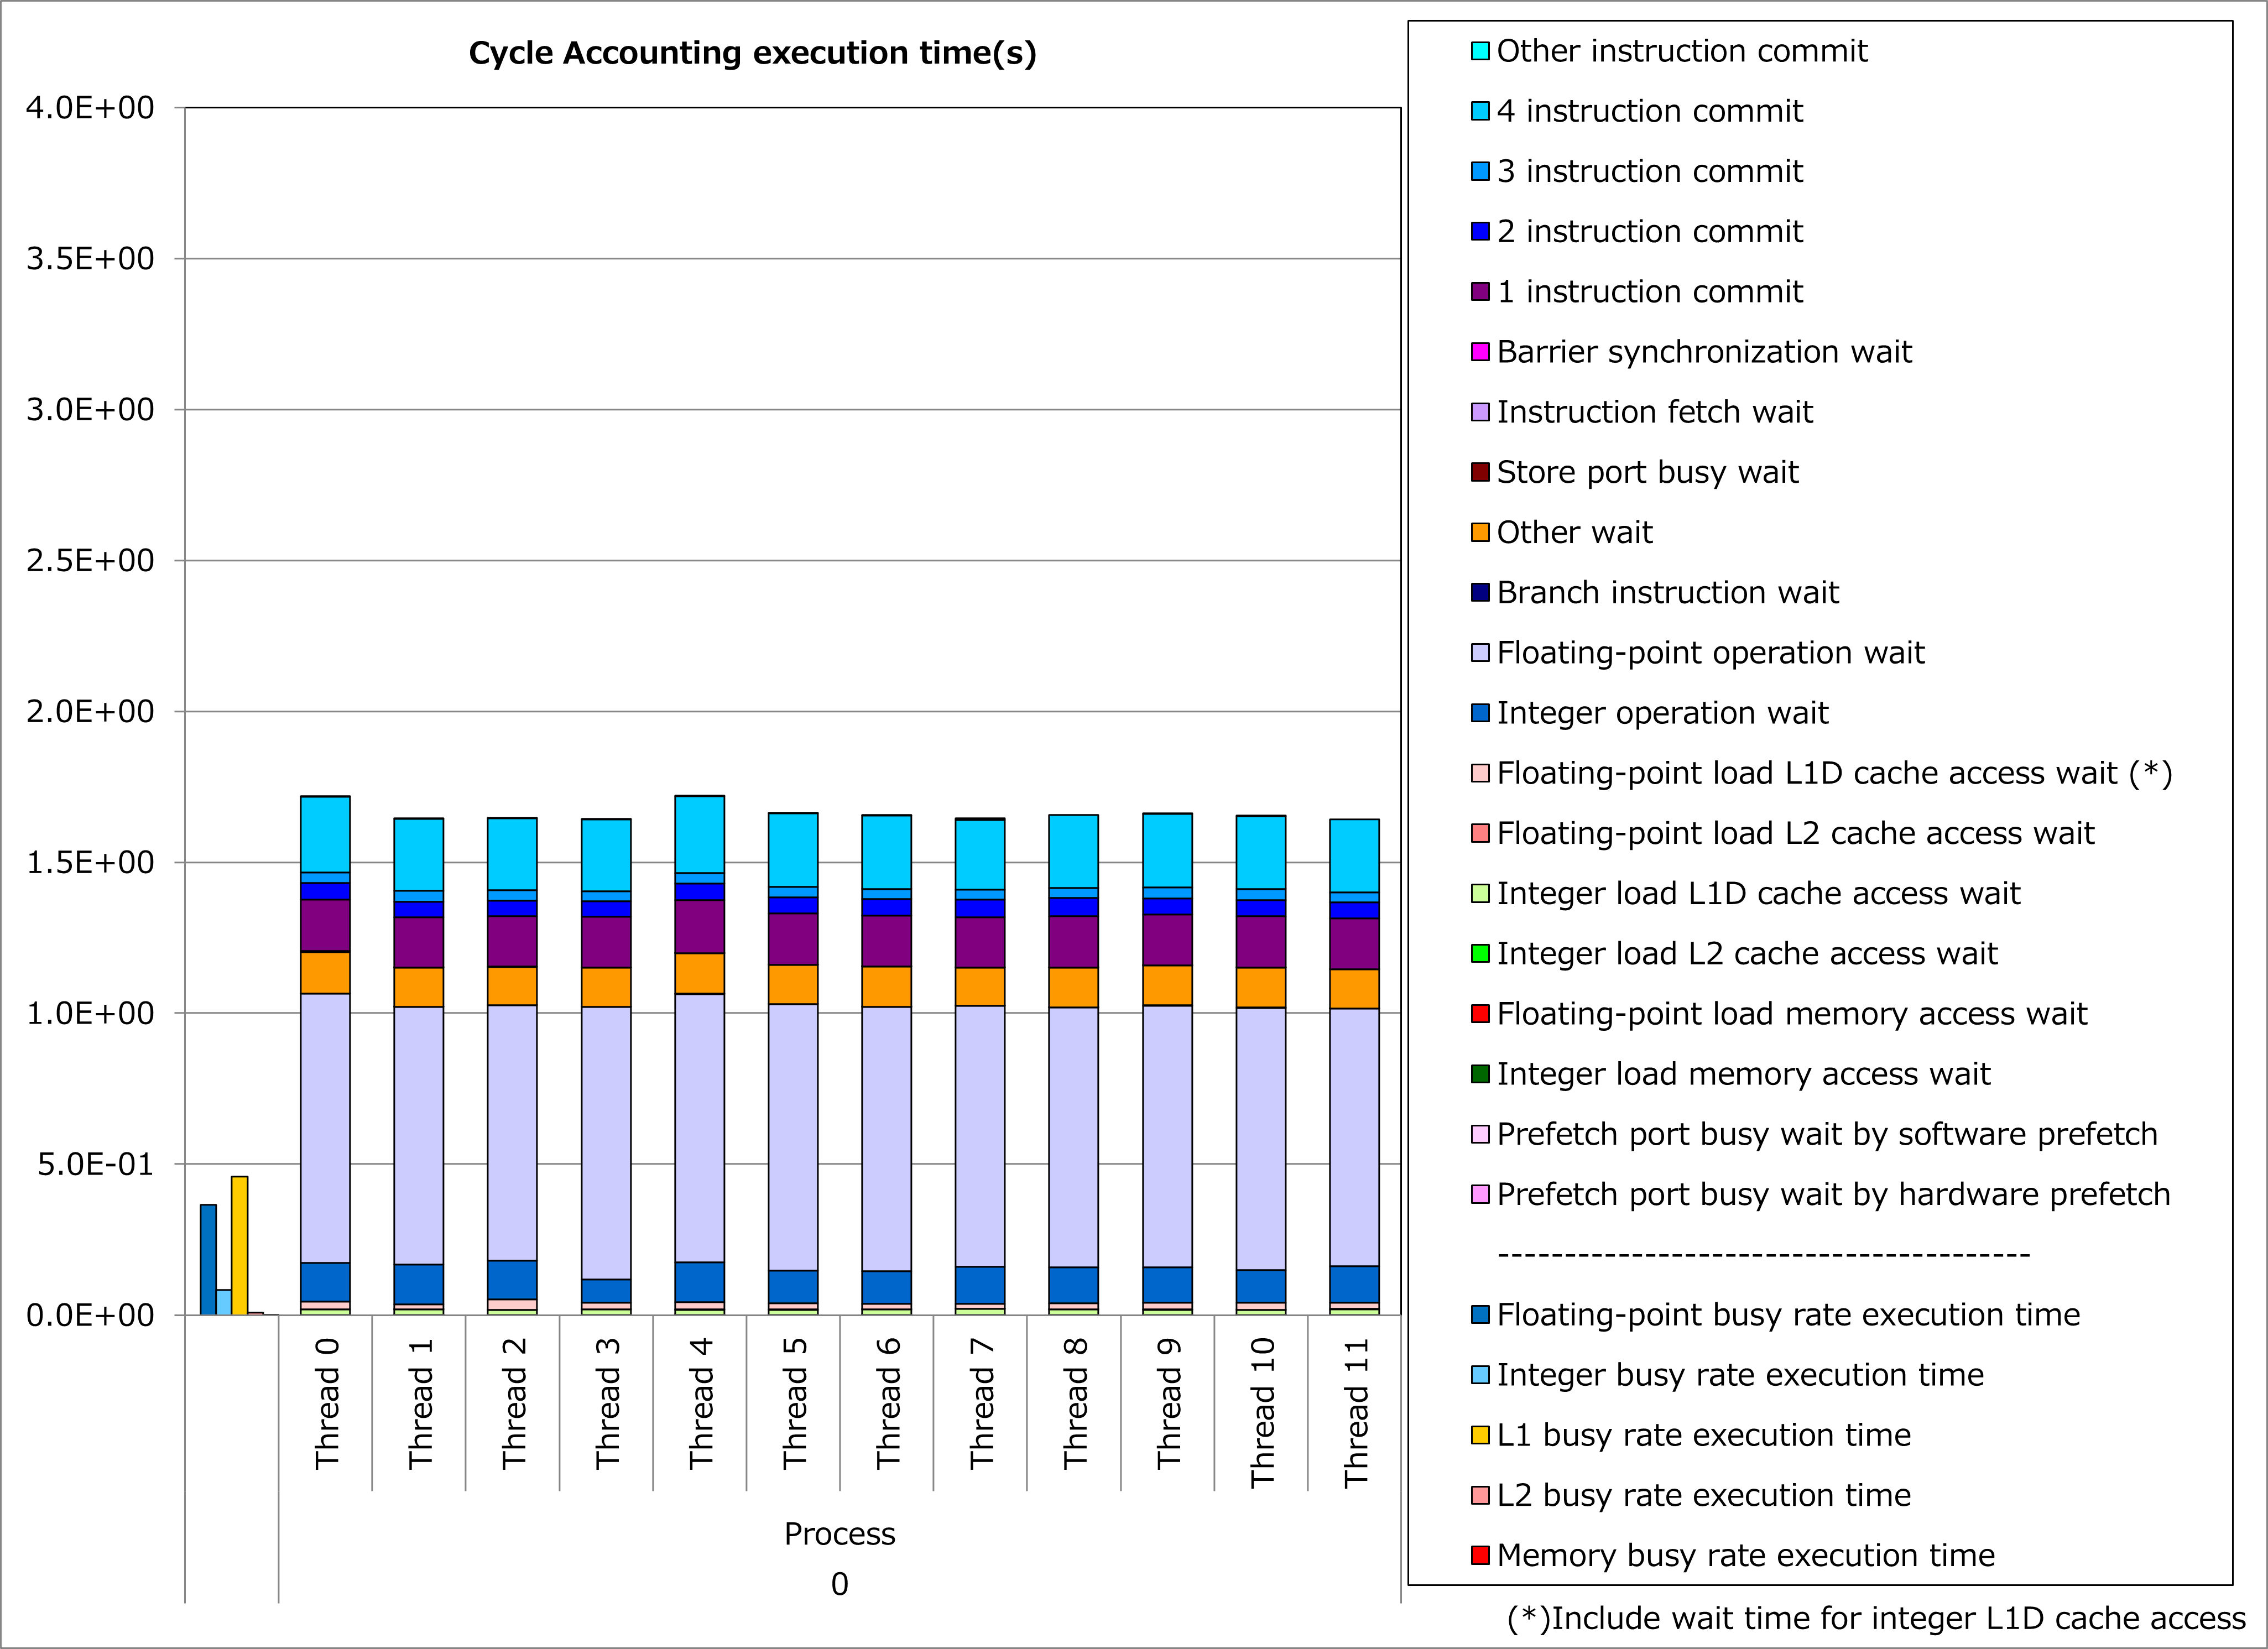 Cycle Accounting execution time(s)
4.0E+00
3.5E+00
3.0E+00
2.5E+00
2.0E+00
1.5E+00
1.0E+00
5.0E-01
0.0E+00
Thread 0
Thread 1
Thread 2
Thread 3
Thread 4
Thread 5
Thread 6
Thread 7
Thread 8
Thread 9
Thread 10
Thread 11
Process
0
Other instruction commit
4 instruction commit
3 instruction commit
2 instruction commit
1 instruction commit
Barrier synchronization wait
Instruction fetch wait
Store port busy wait
Other wait
Branch instruction wait
Floating-point operation wait
Integer operation wait
Floating-point load L1D cache access wait (*)
Floating-point load L2 cache access wait
Integer load L1D cache access wait
Integer load L2 cache access wait
Floating-point load memory access wait
Integer load memory access wait
Prefetch port busy wait by software prefetch
Prefetch port busy wait by hardware prefetch
----------------------------------------
Floating-point busy rate execution time
Integer busy rate execution time
L1 busy rate execution time
L2 busy rate execution time
Memory busy rate execution time
(*)Include wait time for integer L1D cache access